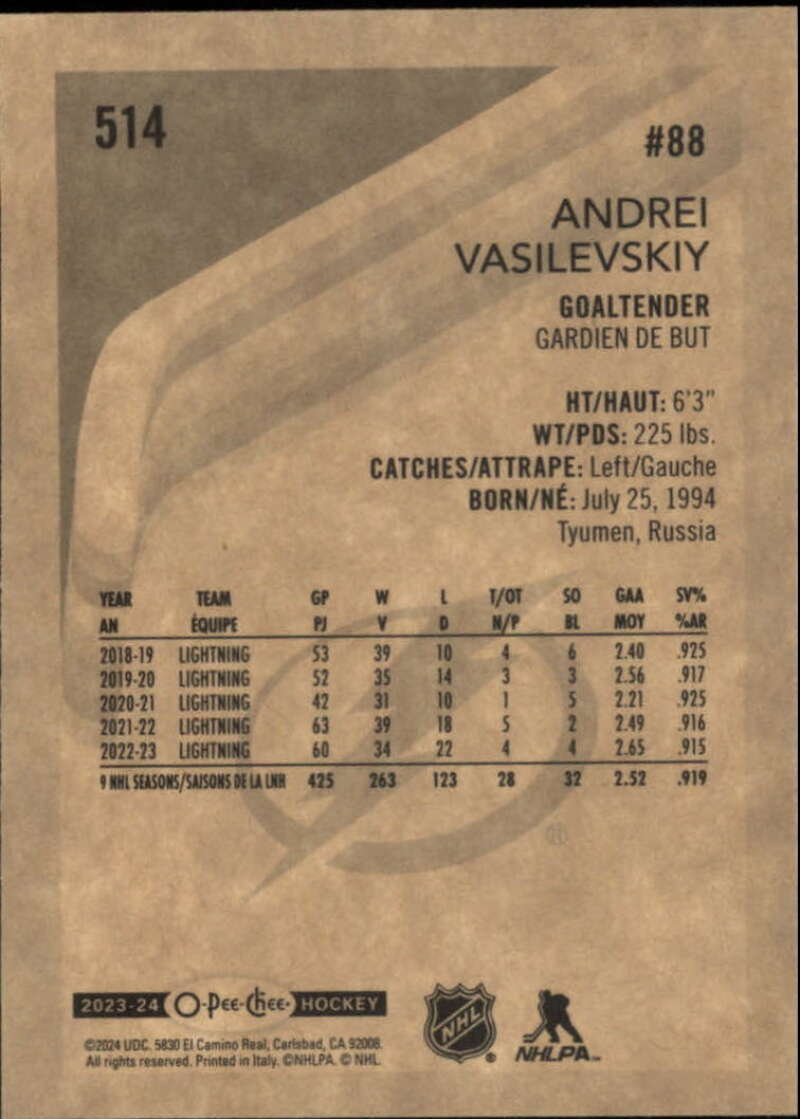 514
#88
ANDREI
VASILEVSKIY
GOALTENDER
GARDIEN DE BUT
HT/HAUT: 6'3"
WT/PDS: 225 lbs.
CATCHES/ATTRAPE: Left/Gauche
BORN/NÉ: July 25, 1994
Tyumen, Russia
YEAR TEAM GP W L T/OT SO GAA SV%
AN ÉQUIPE PJ V D N/P BL MOY %AR
2018-19 LIGHTNING 53 39 10 4 6 2.40 .925
2019-20 LIGHTNING 52 35 14 3 3 2.56 .917
2020-21 LIGHTNING 42 31 10 1 5 2.21 .925
2021-22 LIGHTNING 63 39 18 5 2 2.49 .916
2022-23 LIGHTNING 60 34 22 4 4 2.65 .915
9 NHL SEASONS/SAISONS DE LA LNH 425 263 123 28 32 2.52 .919
®
2023-24 O-Pee-Chee- HOCKEY
©2024 UDC. 5830 El Camino Real, Carlsbad, CA 92008.
All rights reserved. Printed in Italy. ©NHLPA. © NHL.
NHL ®
NHLPA™